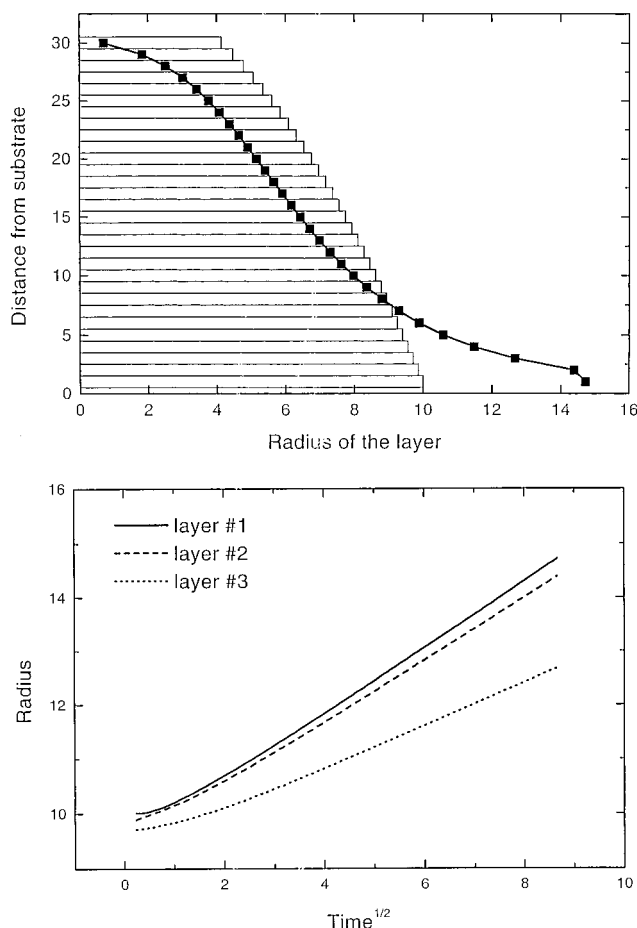 30
25
20
15
10
5
0
Distance from substrate
0 2 4 6 8 10 12 14 16
Radius of the layer
16
14
12
10
Radius
layer #1
layer #2
layer #3
0 2 4 6 8 10
Time^1/2